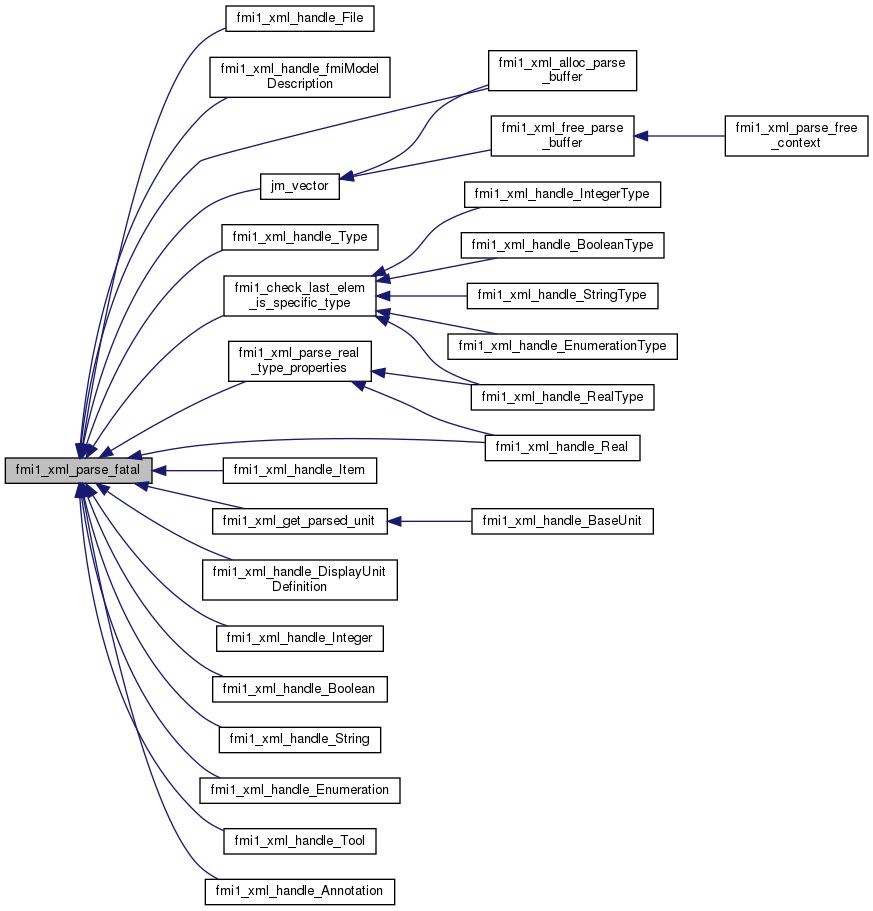 fmi1_xml_handle_File
fmi1_xml_handle_fmiModel
Description
fmi1_xml_alloc_parse
_buffer
fmi1_xml_free_parse
_buffer
fmi1_xml_parse_free
_context
jm_vector
fmi1_xml_handle_IntegerType
fmi1_xml_handle_Type
fmi1_xml_handle_BooleanType
fmi1_check_last_elem
_is_specific_type
fmi1_xml_handle_StringType
fmi1_xml_handle_EnumerationType
fmi1_xml_parse_real
_type_properties
fmi1_xml_handle_RealType
fmi1_xml_handle_Real
fmi1_xml_parse_fatal
fmi1_xml_handle_Item
fmi1_xml_get_parsed_unit
fmi1_xml_handle_BaseUnit
fmi1_xml_handle_DisplayUnit
Definition
fmi1_xml_handle_Integer
fmi1_xml_handle_Boolean
fmi1_xml_handle_String
fmi1_xml_handle_Enumeration
fmi1_xml_handle_Tool
fmi1_xml_handle_Annotation